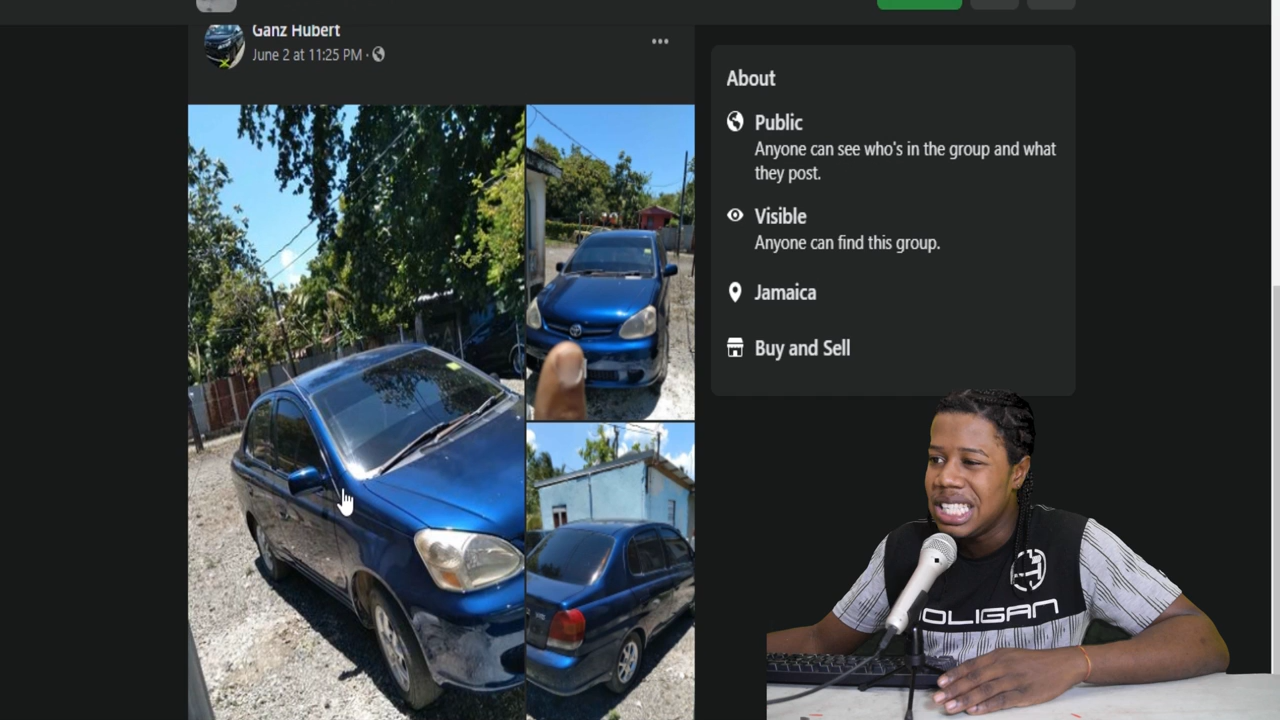 Ganz Hubert
June 2 at 11:25 PM ·
About
Public
Anyone can see who's in the group and what
they post.
Visible
Anyone can find this group.
Jamaica
Buy and Sell
OLIGAN